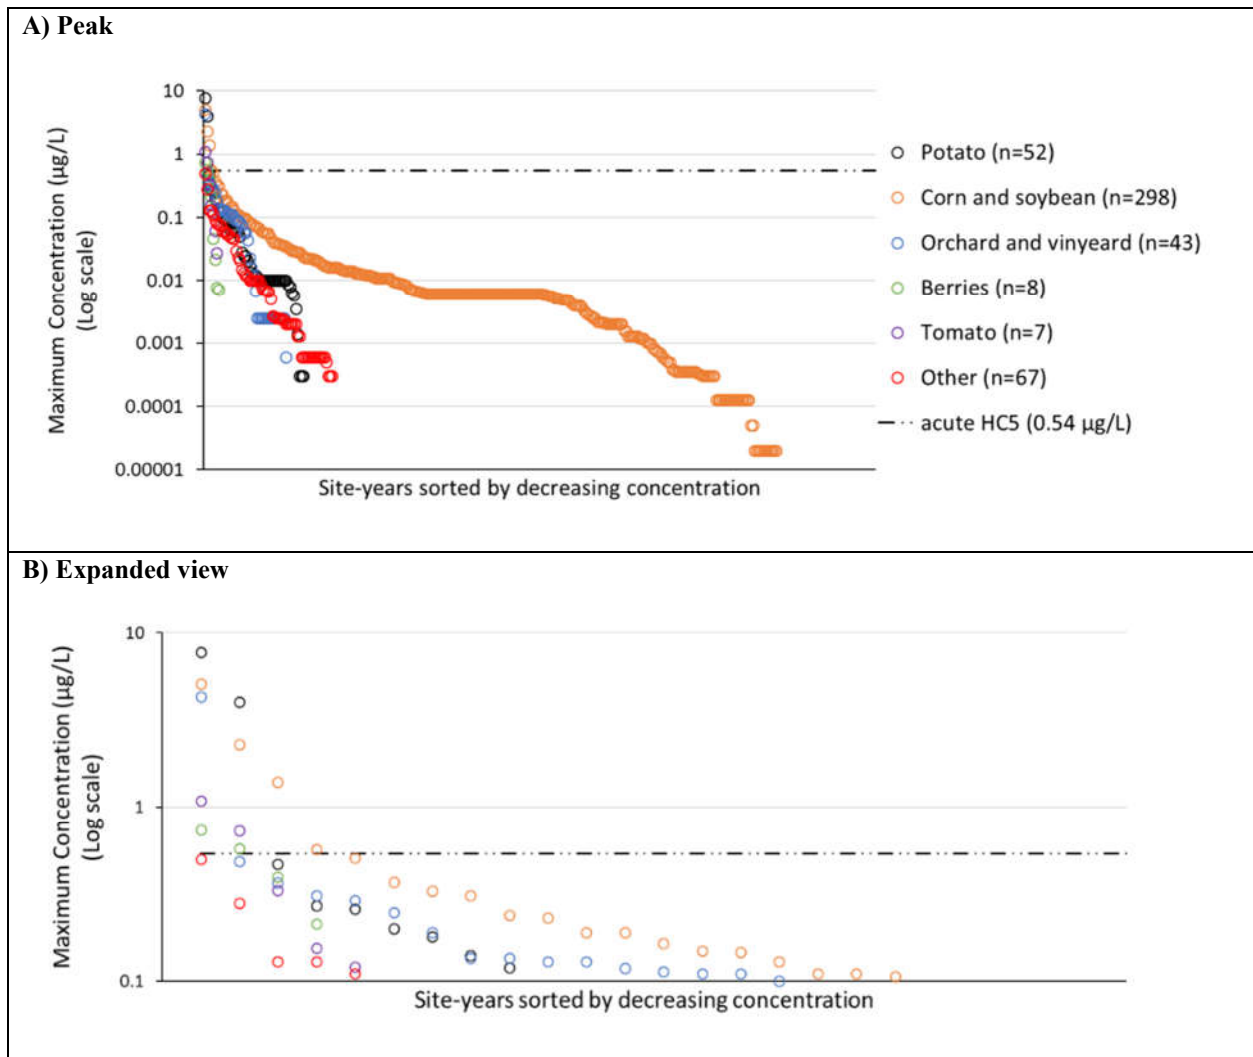 A) Peak
Maximum Concentration (µg/L)
(Log scale)
10
1
0.1
0.01
0.001
0.0001
0.00001
Site-years sorted by decreasing concentration
Potato (n=52)
Corn and soybean (n=298)
Orchard and vinyeard (n=43)
Berries (n=8)
Tomato (n=7)
Other (n=67)
acute HC5 (0.54 µg/L)
B) Expanded view
Maximum Concentration (µg/L)
(Log scale)
10
1
0.1
Site-years sorted by decreasing concentration